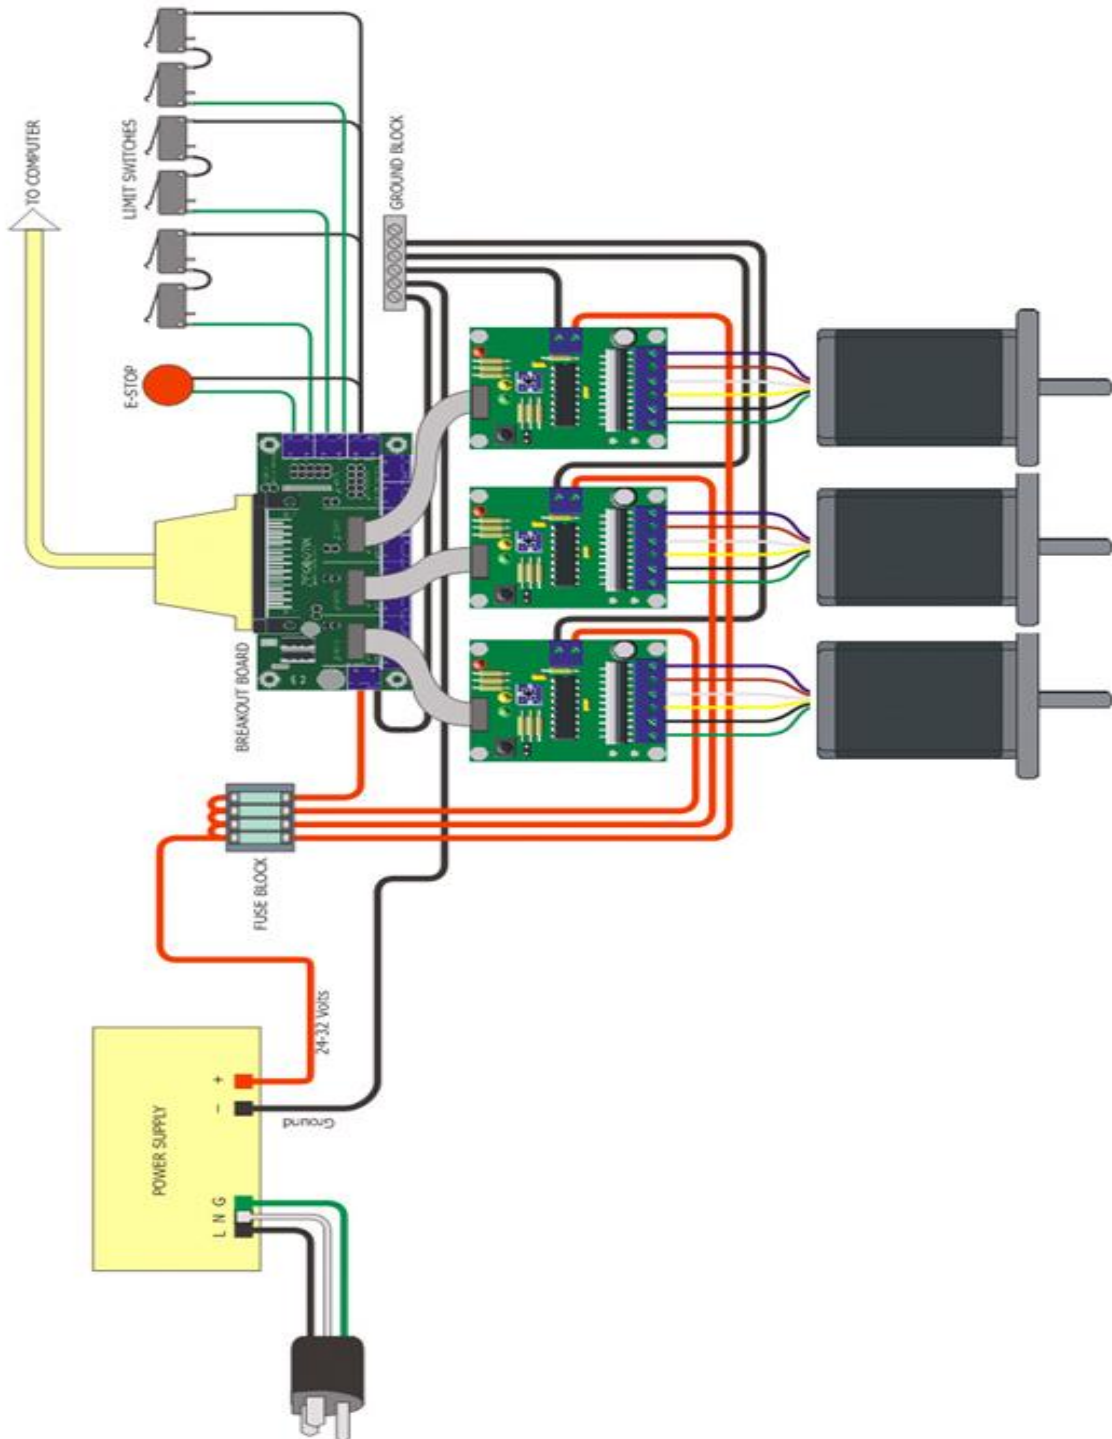 TO COMPUTER
LIMIT SWITCHES
GROUND BLOCK
E-STOP
BREAKOUT BOARD
FUSE BLOCK
24-32 Volts
Ground
+
–
POWER SUPPLY
L N G